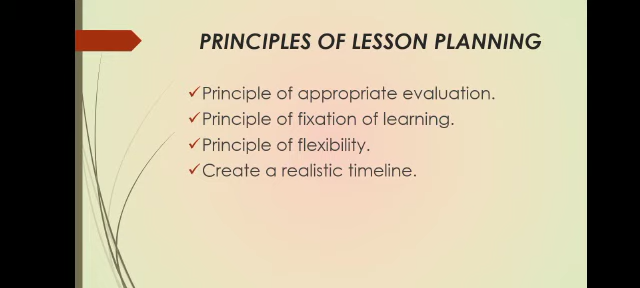 PRINCIPLES OF LESSON PLANNING
✓Principle of appropriate evaluation.
✓Principle of fixation of learning.
✓Principle of flexibility.
✓Create a realistic timeline.